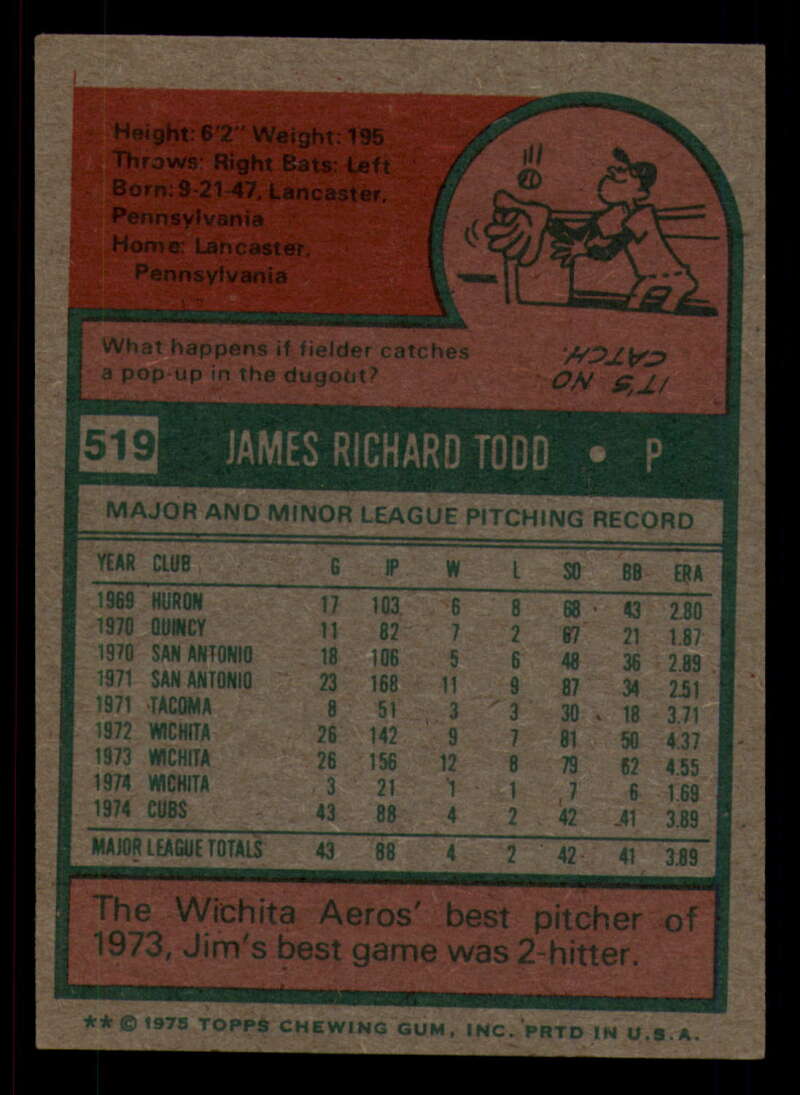 Height: 6'2" Weight: 195
Throws: Right Bats: Left
Born: 9-21-47, Lancaster,
Pennsylvania
Home: Lancaster,
Pennsylvania
What happens if fielder catches
a pop-up in the dugout?
IT'S NO
CATCH.
519 JAMES RICHARD TODD • P
MAJOR AND MINOR LEAGUE PITCHING RECORD
YEAR CLUB G IP W L SO BB ERA
1969 HURON 17 103 6 8 68 43 2.80
1970 QUINCY 11 82 7 2 87 21 1.87
1970 SAN ANTONIO 18 106 5 6 48 36 2.89
1971 SAN ANTONIO 23 168 11 9 87 34 2.51
1971 TACOMA 8 51 3 3 30 18 3.71
1972 WICHITA 26 142 9 7 81 50 4.37
1973 WICHITA 26 156 12 8 79 62 4.55
1974 WICHITA 3 21 1 1 7 6 1.69
1974 CUBS 43 88 4 2 42 41 3.89
MAJOR LEAGUE TOTALS 43 88 4 2 42 41 3.89
The Wichita Aeros' best pitcher of
1973, Jim's best game was 2-hitter.
** © 1975 TOPPS CHEWING GUM, INC. PRTD IN U.S.A.